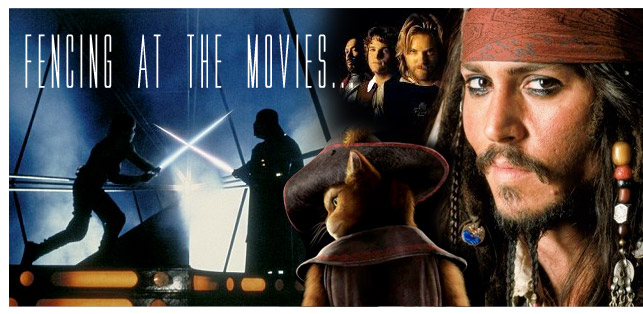 FENCING AT THE MOVIES...